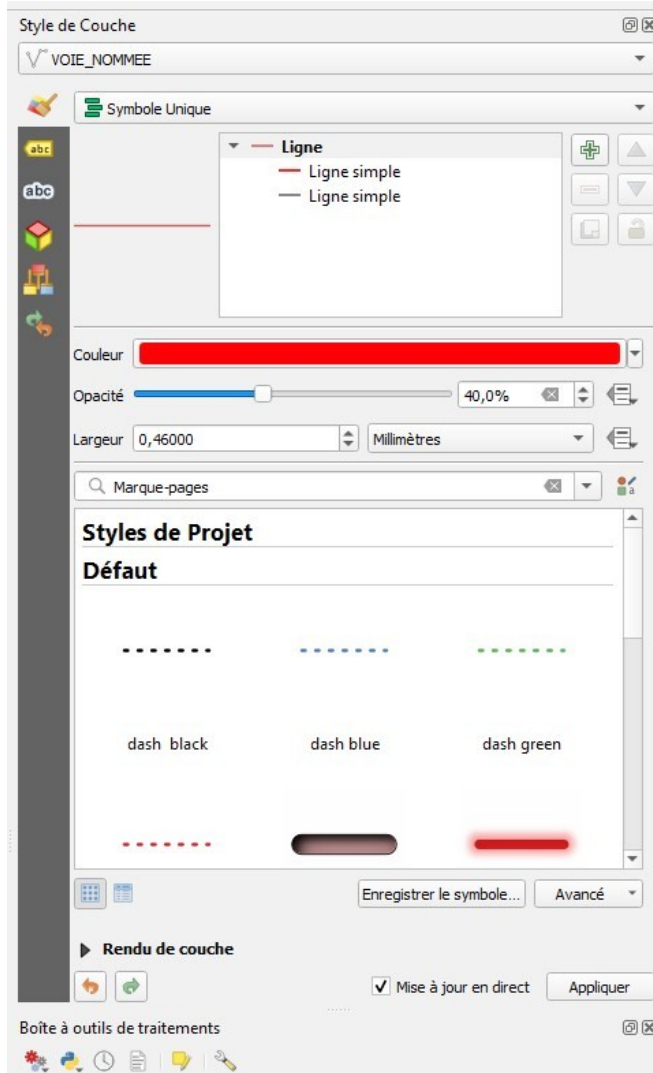 Style de Couche
VOIE_NOMMEE
Symbole Unique
abc
abc
Ligne
Ligne simple
Ligne simple
Couleur
Opacité
40,0%
Largeur
0,46000
Millimètres
Marque-pages
a
Styles de Projet
Défaut
dash black
dash blue
dash green
Enregistrer le symbole...
Avancé
Rendu de couche
Mise à jour en direct
Appliquer
Boîte à outils de traitements